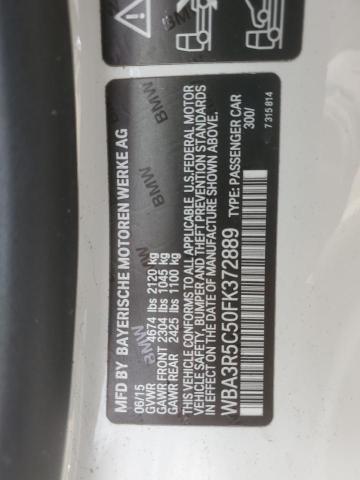 MFD BY BAYERISCHE MOTOREN WERKE AG
06/15
GVWR 4674 lbs 2120 kg
GAWR FRONT 2304 lbs 1045 kg
GAWR REAR 2425 lbs 1100 kg
THIS VEHICLE CONFORMS TO ALL APPLICABLE U.S.FEDERAL MOTOR
VEHICLE SAFETY, BUMPER AND THEFT PREVENTION STANDARDS
IN EFFECT ON THE DATE OF MANUFACTURE SHOWN ABOVE.
WBA3R5C50FK372889 TYPE: PASSENGER CAR
300/
7 315 814
BMW
BMW
BMW
BMW